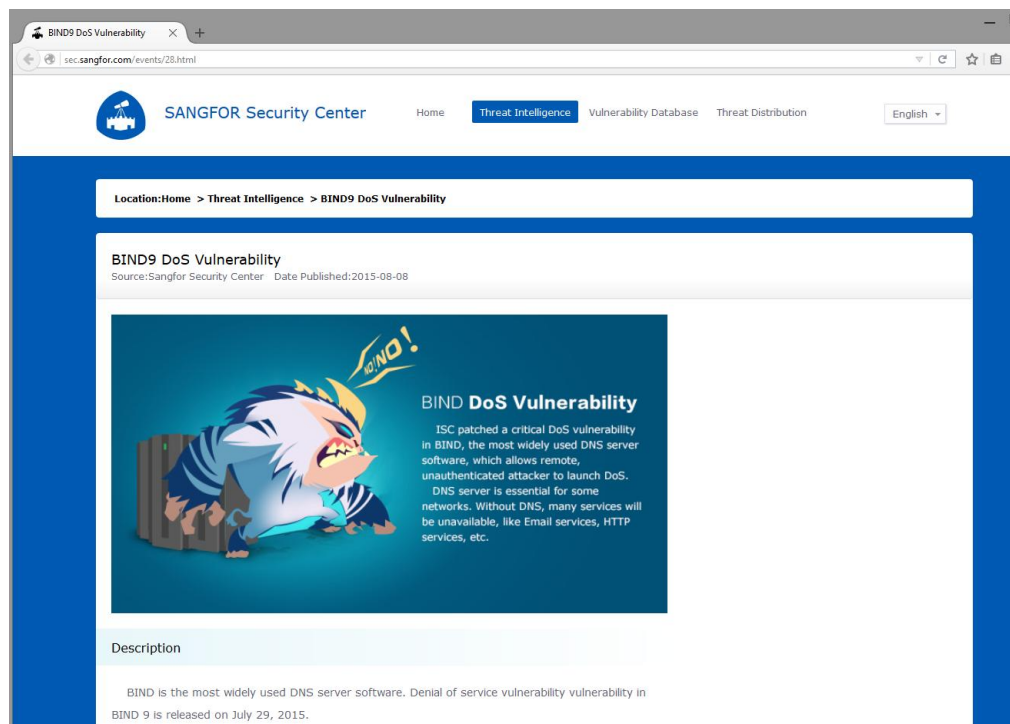 BIND9 DoS Vulnerability
sec.sangfor.com/events/28.html
SANGFOR Security Center
Home
Threat Intelligence
Vulnerability Database
Threat Distribution
English
Location:Home > Threat Intelligence > BIND9 DoS Vulnerability
BIND9 DoS Vulnerability
Source:Sangfor Security Center Date Published:2015-08-08
NO!NO!
BIND DoS Vulnerability
ISC patched a critical DoS vulnerability
in BIND, the most widely used DNS server
software, which allows remote,
unauthenticated attacker to launch DoS.
DNS server is essential for some
networks. Without DNS, many services will
be unavailable, like Email services, HTTP
services, etc.
Description
BIND is the most widely used DNS server software. Denial of service vulnerability vulnerability in
BIND 9 is released on July 29, 2015.